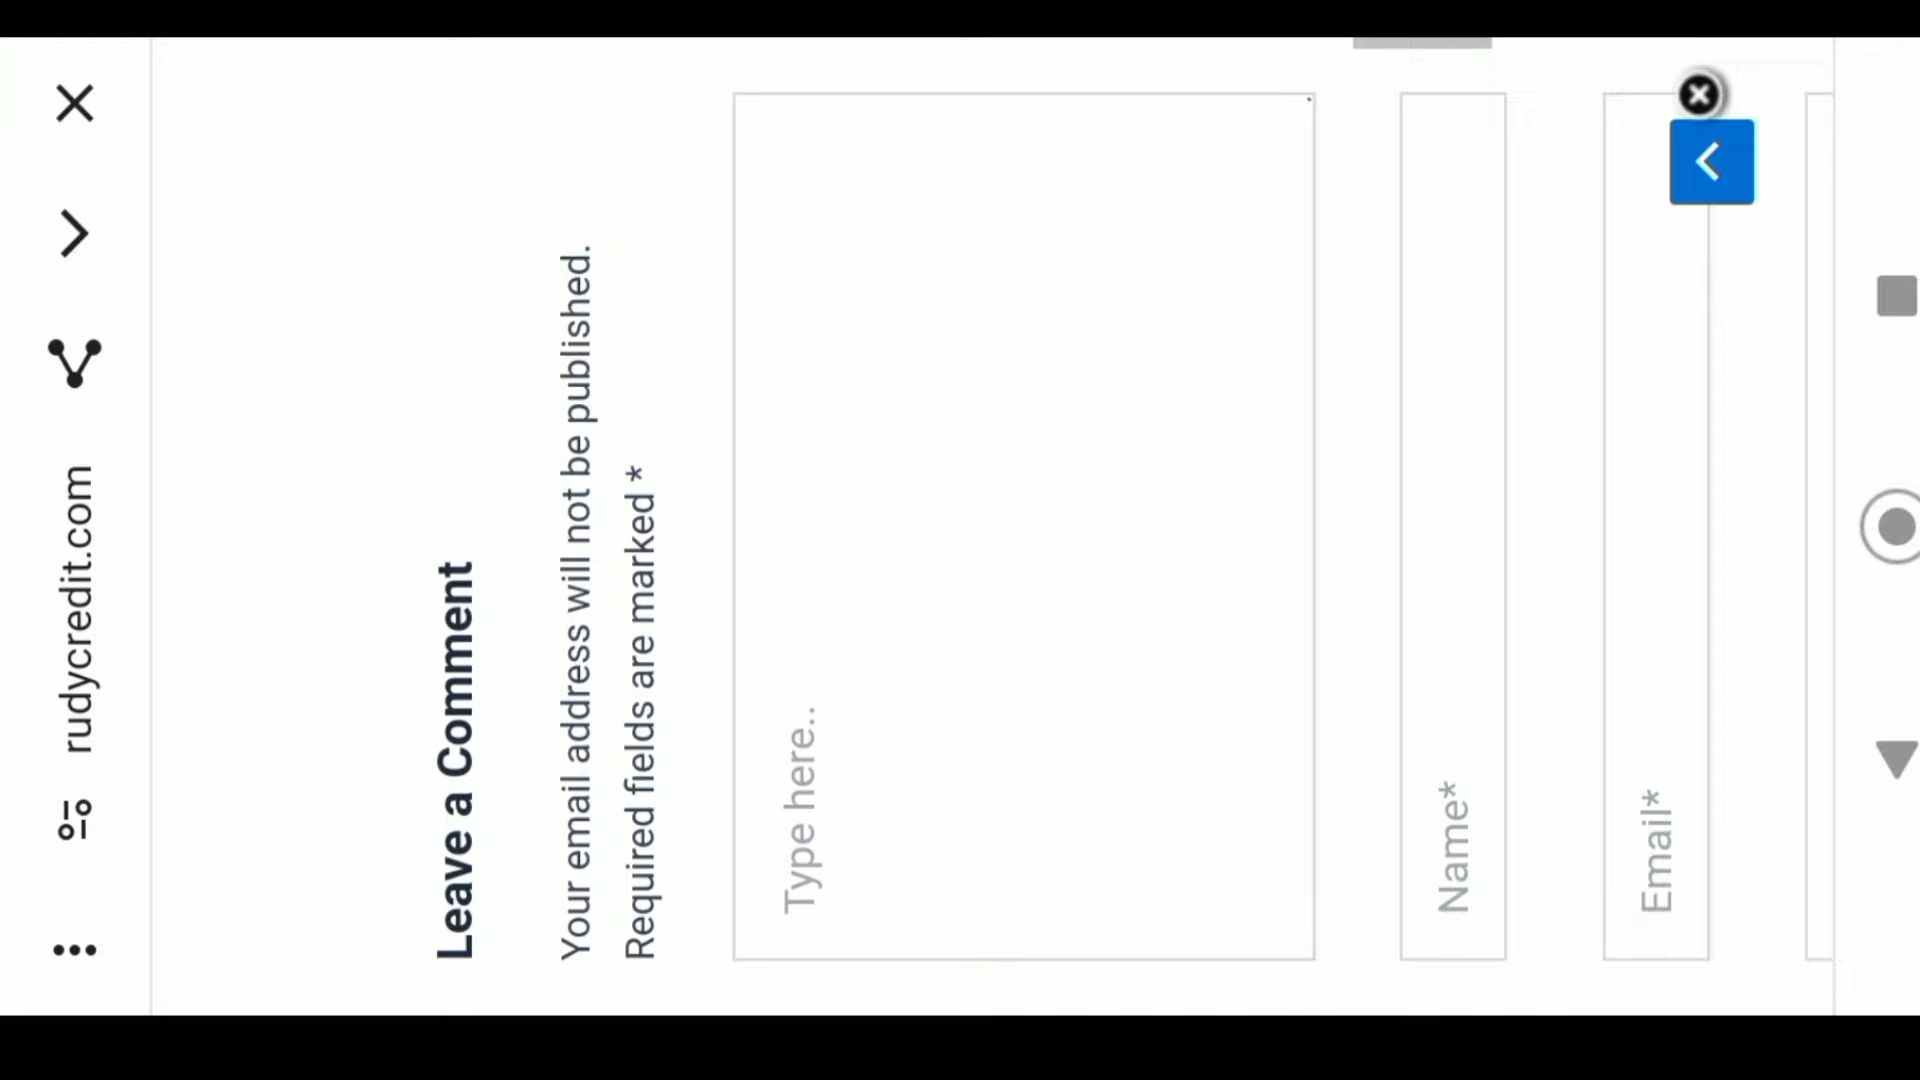 rudycredit.com
Leave a Comment
Your email address will not be published.
Required fields are marked *
Type here..
Name*
Email*